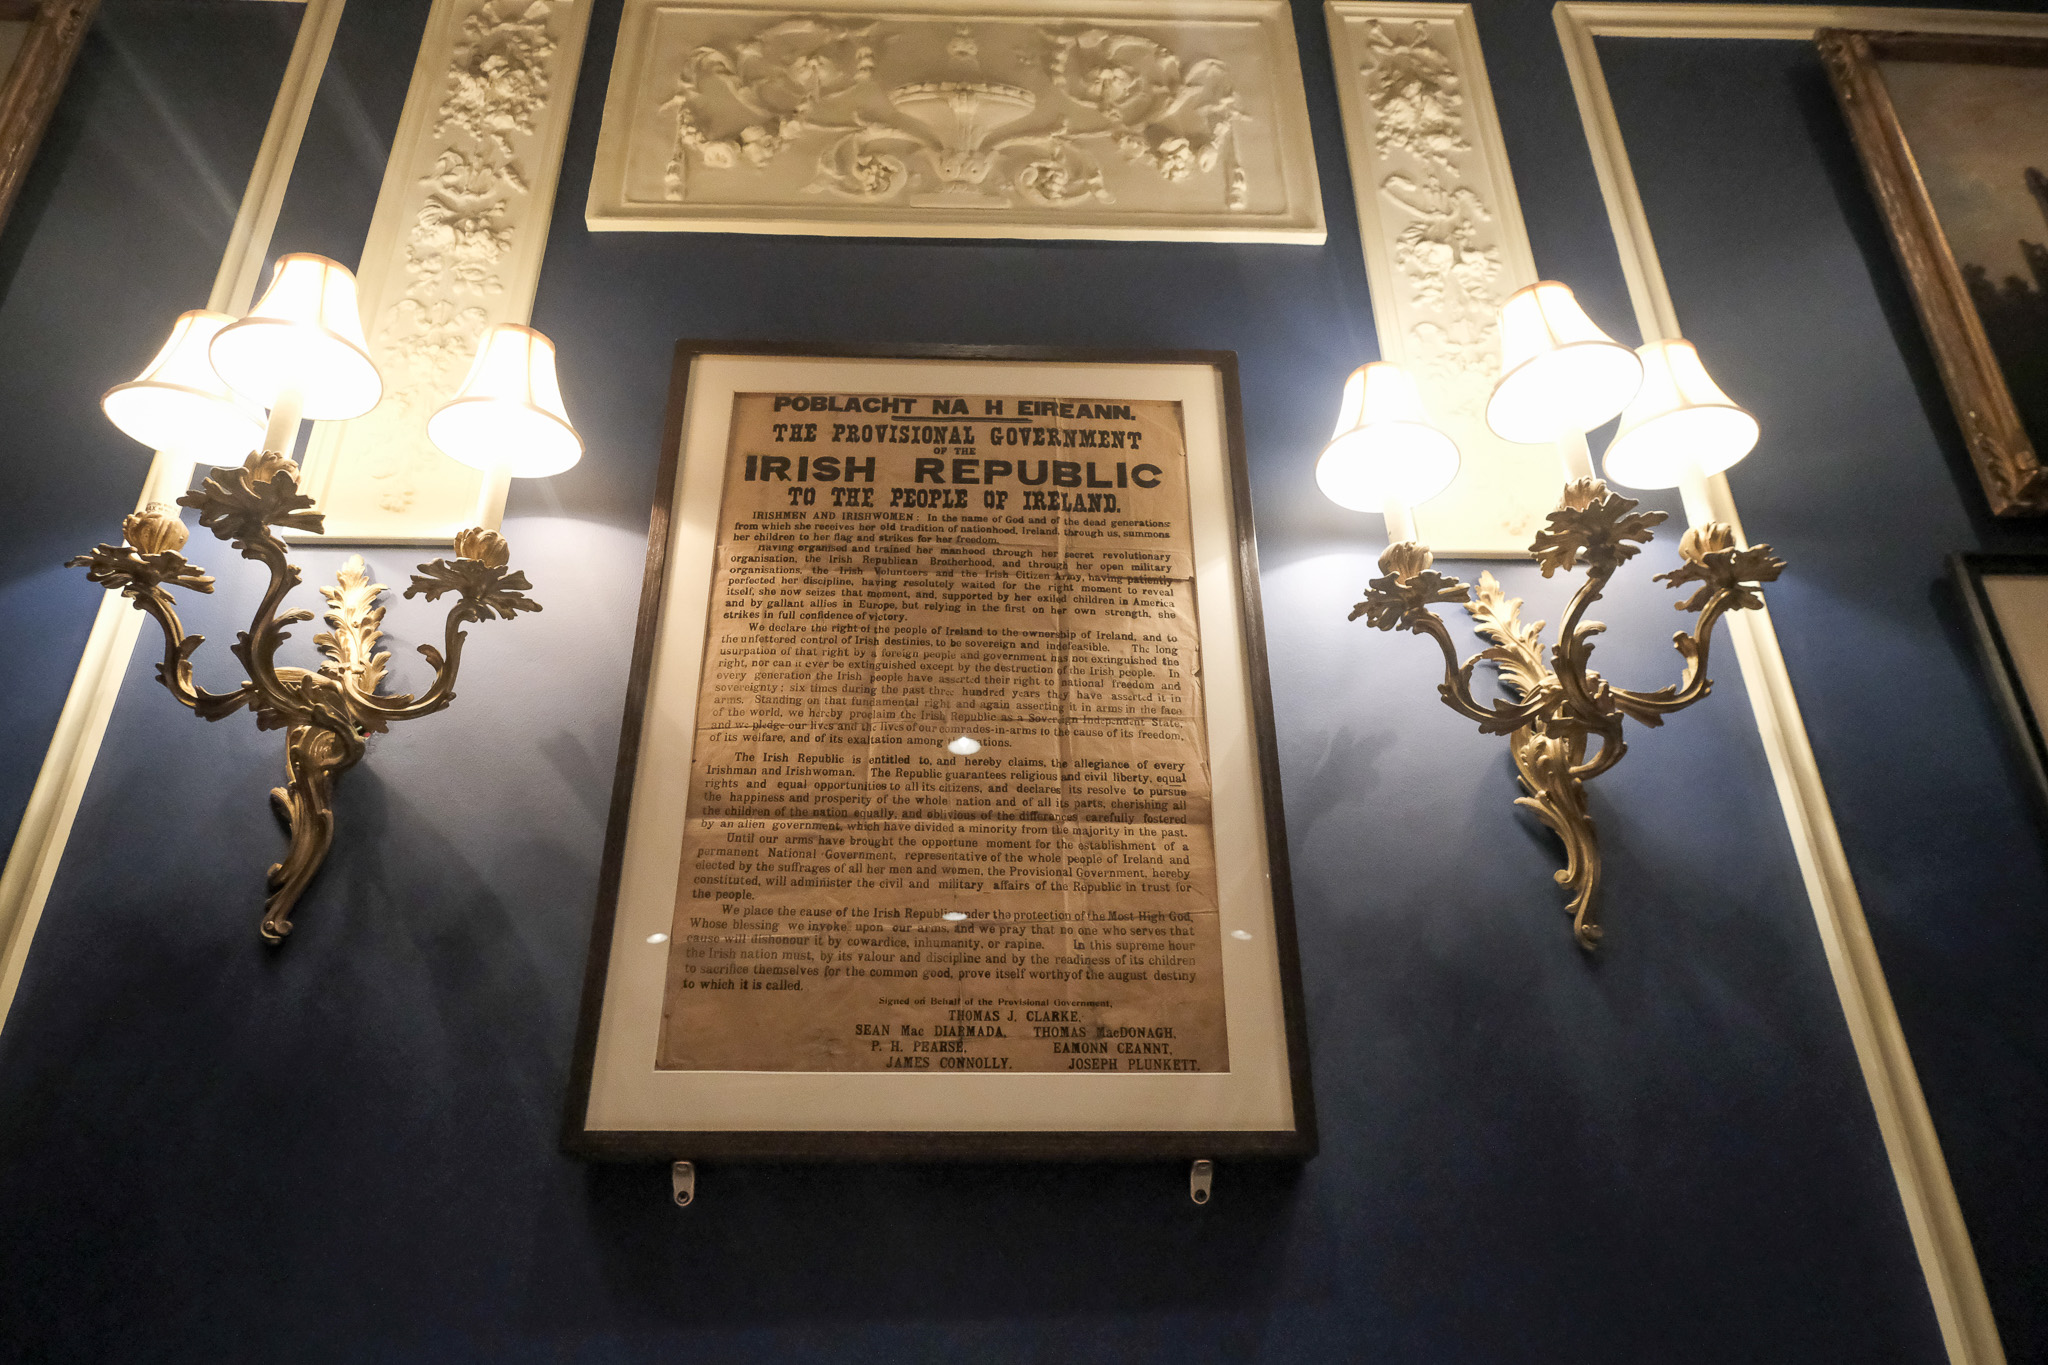 POBLACHT NA H EIREANN.
THE PROVISIONAL GOVERNMENT
OF THE
IRISH REPUBLIC
TO THE PEOPLE OF IRELAND.
IRISHMEN AND IRISHWOMEN: In the name of God and of the dead generations
from which she receives her old tradition of nationhood, Ireland, through us, summons
her children to her flag and strikes for her freedom.
Having organised and trained her manhood through her secret revolutionary
organisation, the Irish Republican Brotherhood, and through her open military
organisations, the Irish Volunteers and the Irish Citizen Army, having patiently
perfected her discipline, having resolutely waited for the right moment to reveal
itself, she now seizes that moment, and, supported by her exiled children in America
and by gallant allies in Europe, but relying in the first on her own strength, she
strikes in full confidence of victory.
We declare the right of the people of Ireland to the ownership of Ireland, and to
the unfettered control of Irish destinies, to be sovereign and indefeasible. The long
usurpation of that right by a foreign people and government has not extinguished the
right, nor can it ever be extinguished except by the destruction of the Irish people. In
every generation the Irish people have asserted their right to national freedom and
sovereignty; six times during the past three hundred years they have asserted it in
arms. Standing on that fundamental right and again asserting it in arms in the face
of the world, we hereby proclaim the Irish Republic as a Sovereign Independent State,
and we pledge our lives and the lives of our comrades-in-arms to the cause of its freedom,
of its welfare, and of its exaltation among the nations.
The Irish Republic is entitled to, and hereby claims, the allegiance of every
Irishman and Irishwoman. The Republic guarantees religious and civil liberty, equal
rights and equal opportunities to all its citizens, and declares its resolve to pursue
the happiness and prosperity of the whole nation and of all its parts, cherishing all
the children of the nation equally, and oblivious of the differences carefully fostered
by an alien government, which have divided a minority from the majority in the past.
Until our arms have brought the opportune moment for the establishment of a
permanent National Government, representative of the whole people of Ireland and
elected by the suffrages of all her men and women, the Provisional Government, hereby
constituted, will administer the civil and military affairs of the Republic in trust for
the people.
We place the cause of the Irish Republic under the protection of the Most High God,
Whose blessing we invoke upon our arms, and we pray that no one who serves that
cause will dishonour it by cowardice, inhumanity, or rapine. In this supreme hour
the Irish nation must, by its valour and discipline and by the readiness of its children
to sacrifice themselves for the common good, prove itself worthy of the august destiny
to which it is called.
Signed on Behalf of the Provisional Government,
THOMAS J. CLARKE,
SEAN Mac DIARMADA, THOMAS MacDONAGH,
P. H. PEARSE, EAMONN CEANNT,
JAMES CONNOLLY, JOSEPH PLUNKETT.